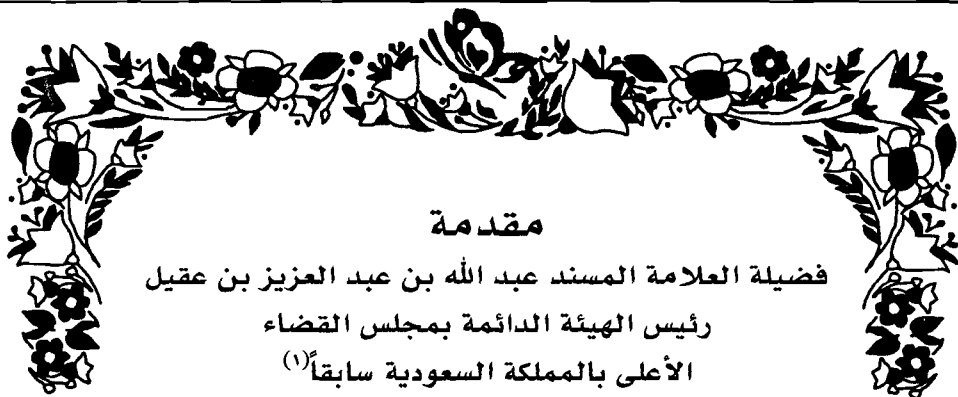 مقدمة
فضيلة العلامة المسند عبد الله بن عبد العزيز بن عقيل
رئيس الهيئة الدائمة بمجلس القضاء
الأعلى بالمملكة السعودية سابقاً(١)